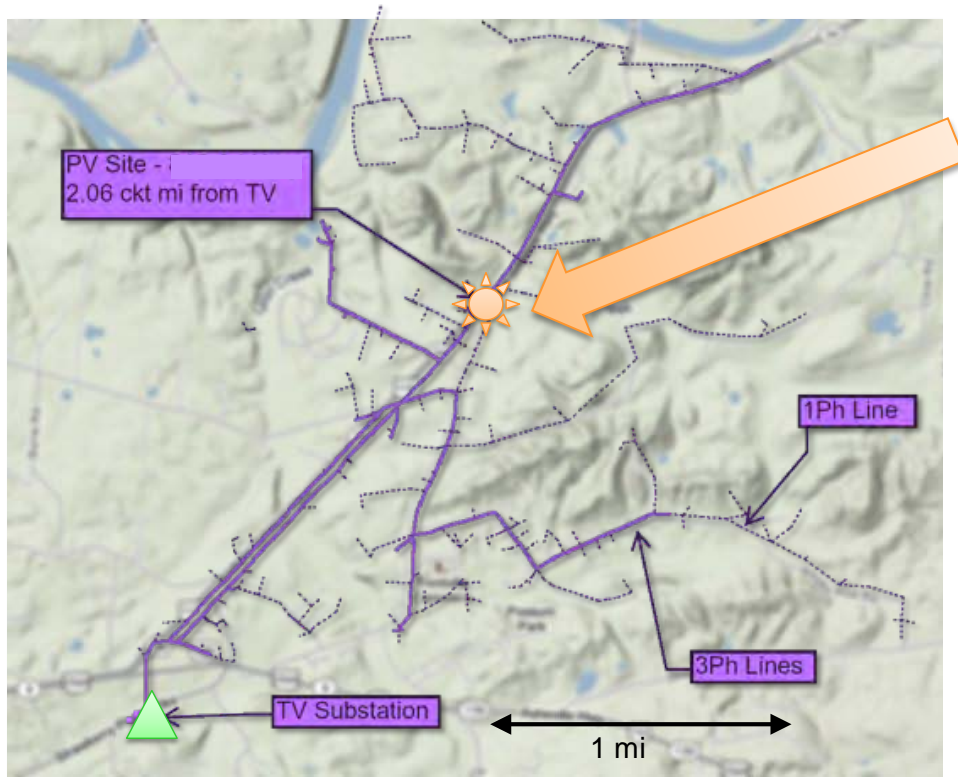 PV Site -
2.06 ckt mi from TV
1Ph Line
3Ph Lines
TV Substation
1 mi